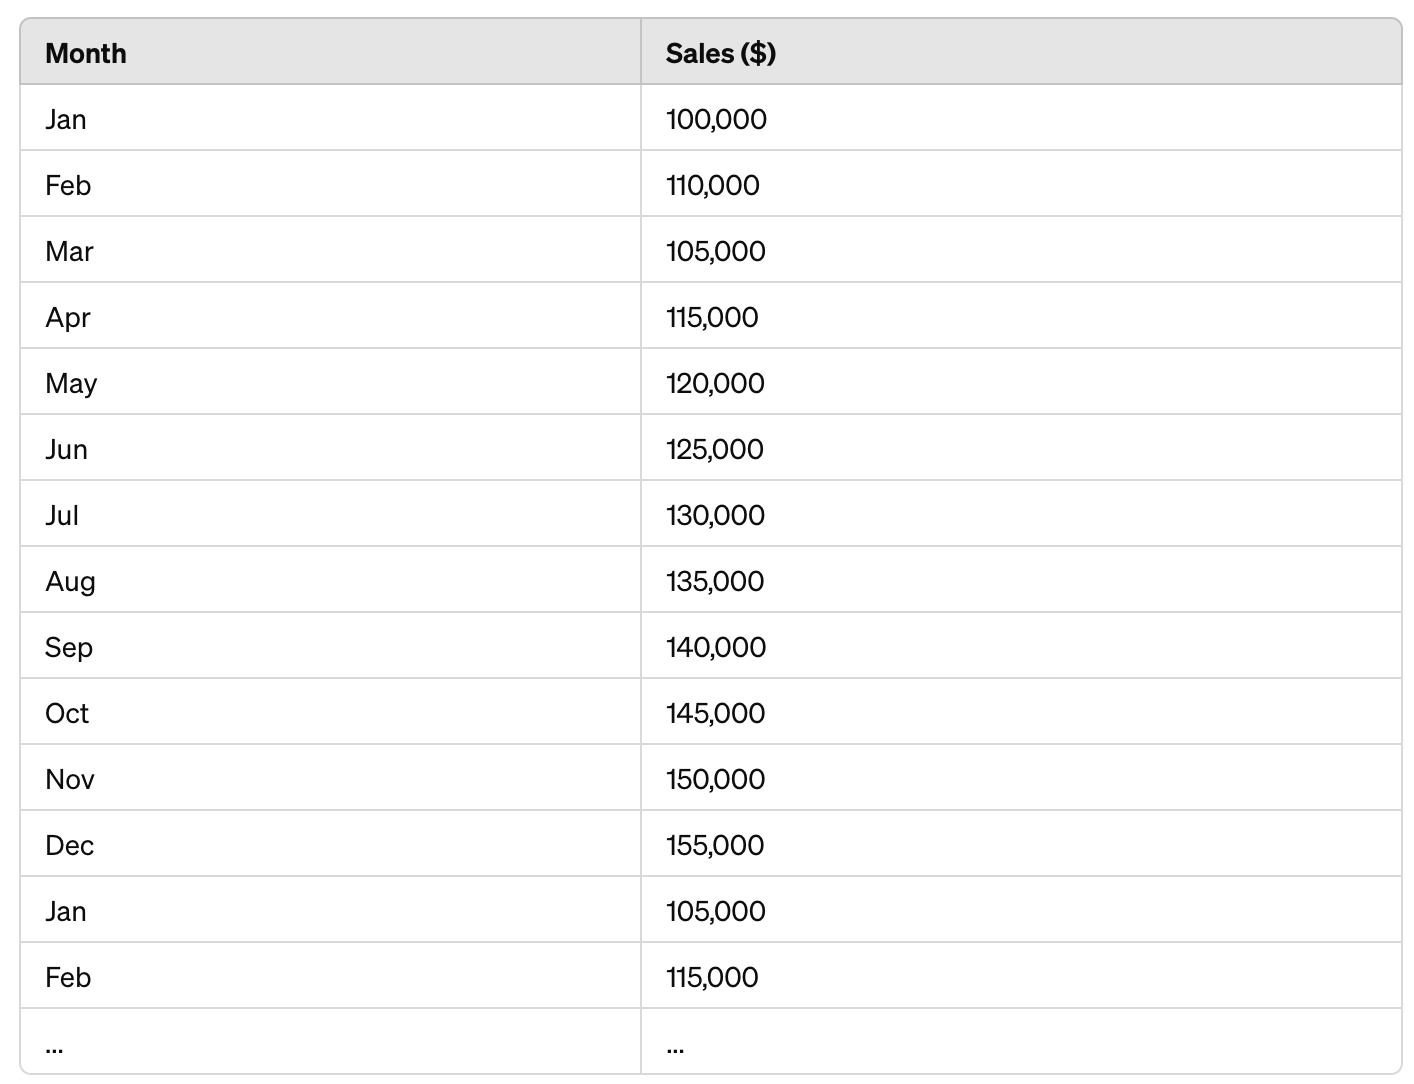 Month Sales ($)
Jan 100,000
Feb 110,000
Mar 105,000
Apr 115,000
May 120,000
Jun 125,000
Jul 130,000
Aug 135,000
Sep 140,000
Oct 145,000
Nov 150,000
Dec 155,000
Jan 105,000
Feb 115,000
... ...